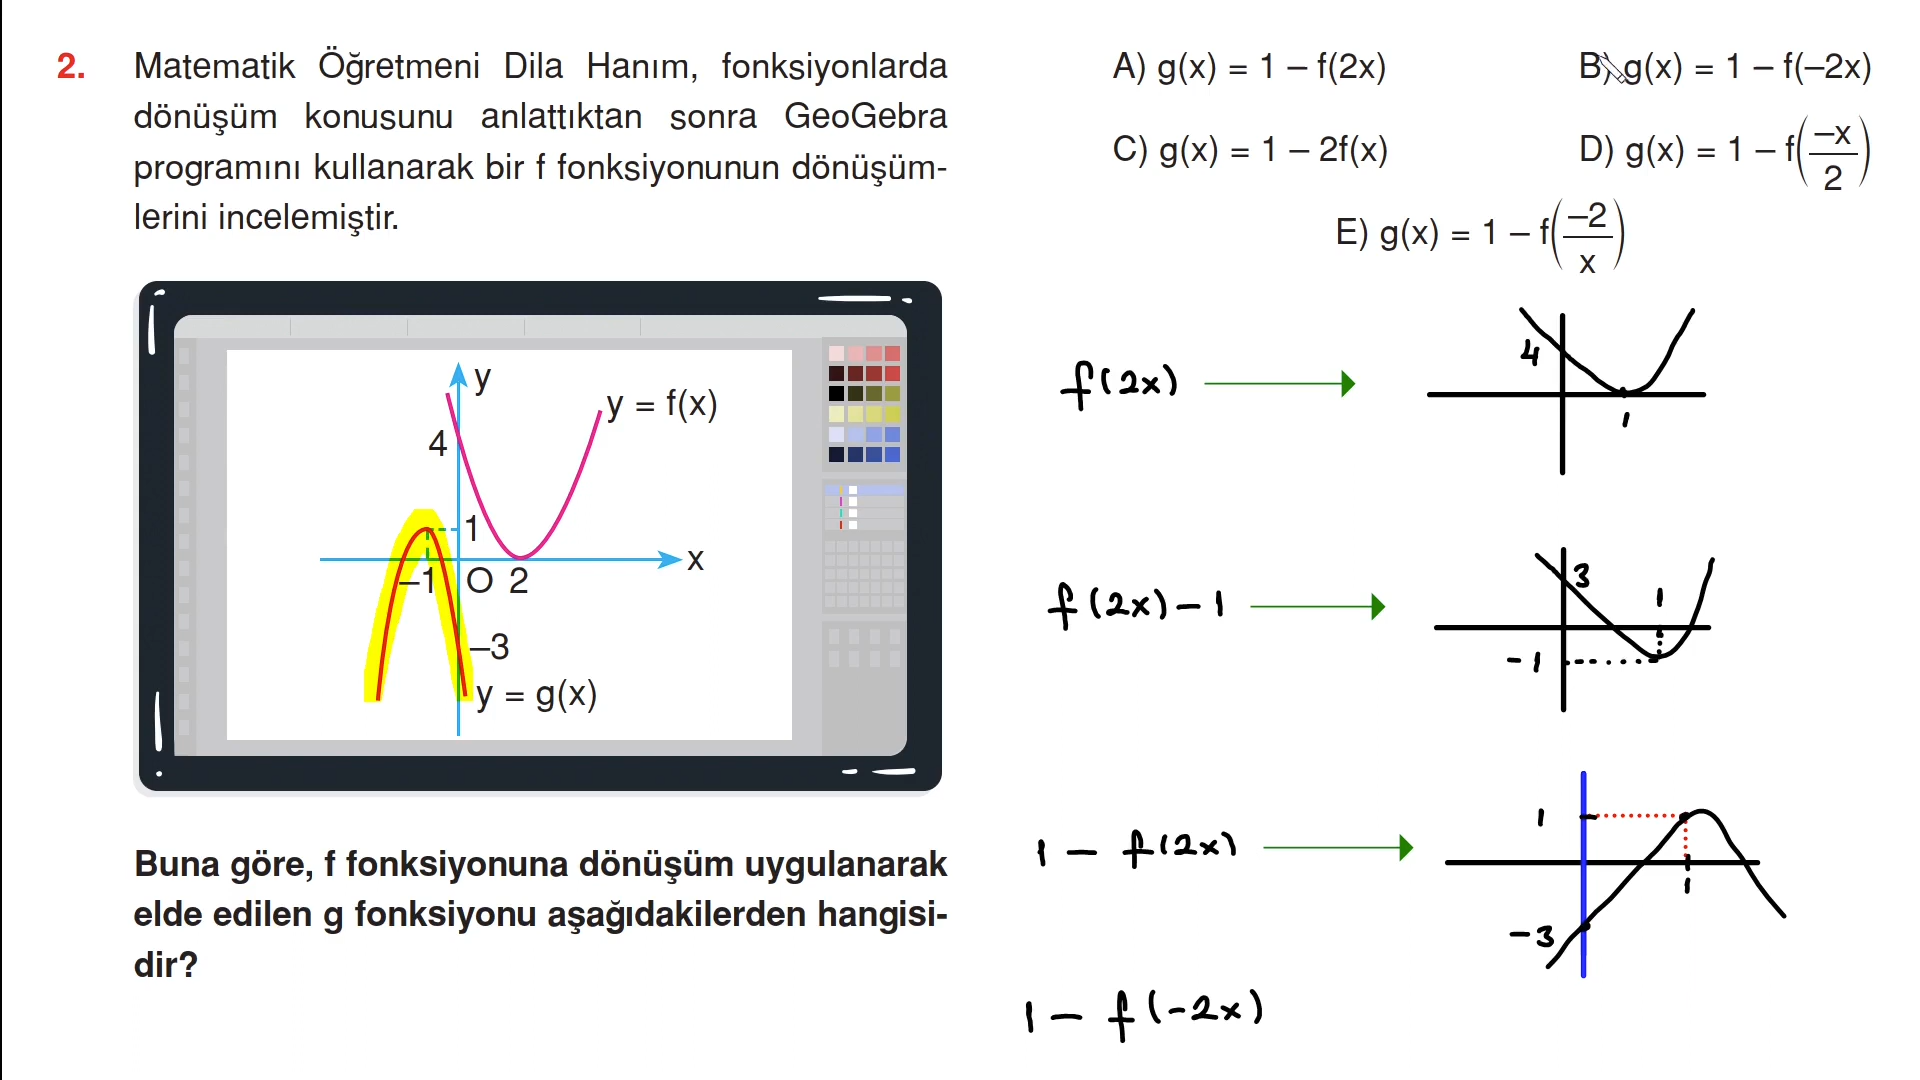 2. Matematik Öğretmeni Dila Hanım, fonksiyonlarda
dönüşüm konusunu anlattıktan sonra GeoGebra
programını kullanarak bir f fonksiyonunun dönüşüm-
lerini incelemiştir.
y
y = f(x)
4
1
x
–1 O 2
–3
y = g(x)
Buna göre, f fonksiyonuna dönüşüm uygulanarak
elde edilen g fonksiyonu aşağıdakilerden hangisi-
dir?
A) g(x) = 1 – f(2x) B) g(x) = 1 – f(–2x)
C) g(x) = 1 – 2f(x) D) g(x) = 1 – f(–x/2)
E) g(x) = 1 – f(–2/x)
f(2x)
4
1
f(2x) – 1
3
1
–1
1 – f(2x)
1
1
–3
1 – f(-2x)